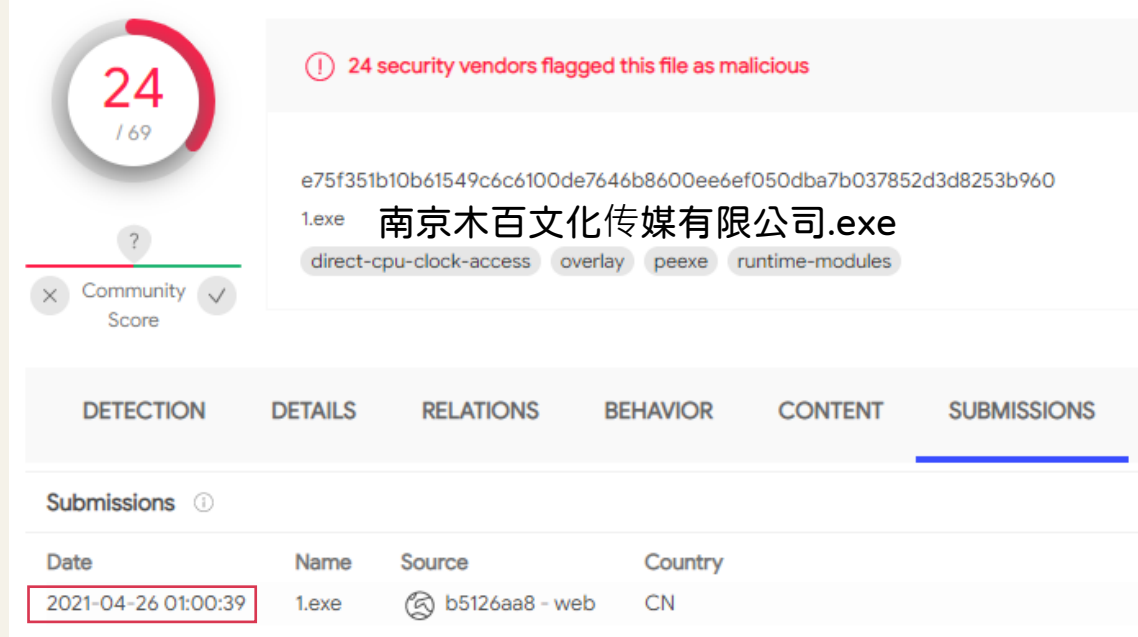 24
/ 69
24 security vendors flagged this file as malicious
e75f351b10b61549c6c6100de7646b8600ee6ef050dba7b037852d3d8253b960
1.exe 南京木百文化传媒有限公司.exe
direct-cpu-clock-access overlay peexe runtime-modules
?
Community
Score
DETECTION DETAILS RELATIONS BEHAVIOR CONTENT SUBMISSIONS
Submissions
Date Name Source Country
2021-04-26 01:00:39 1.exe b5126aa8 - web CN